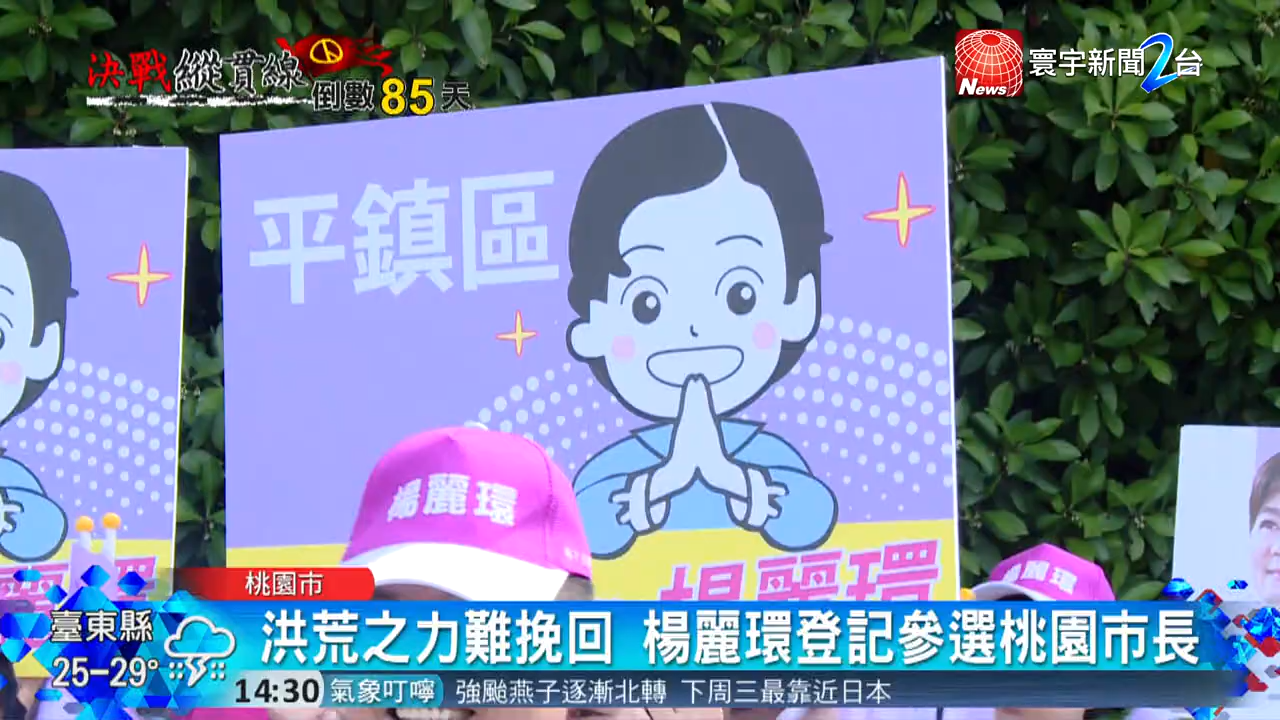 決戰縱貫線
倒數85天
News 寰宇新聞2台
平鎮區
楊麗環
楊麗環
楊麗環
桃園市
臺東縣
25-29°
洪荒之力難挽回 楊麗環登記參選桃園市長
14:30 氣象叮嚀 強颱燕子逐漸北轉 下周三最靠近日本